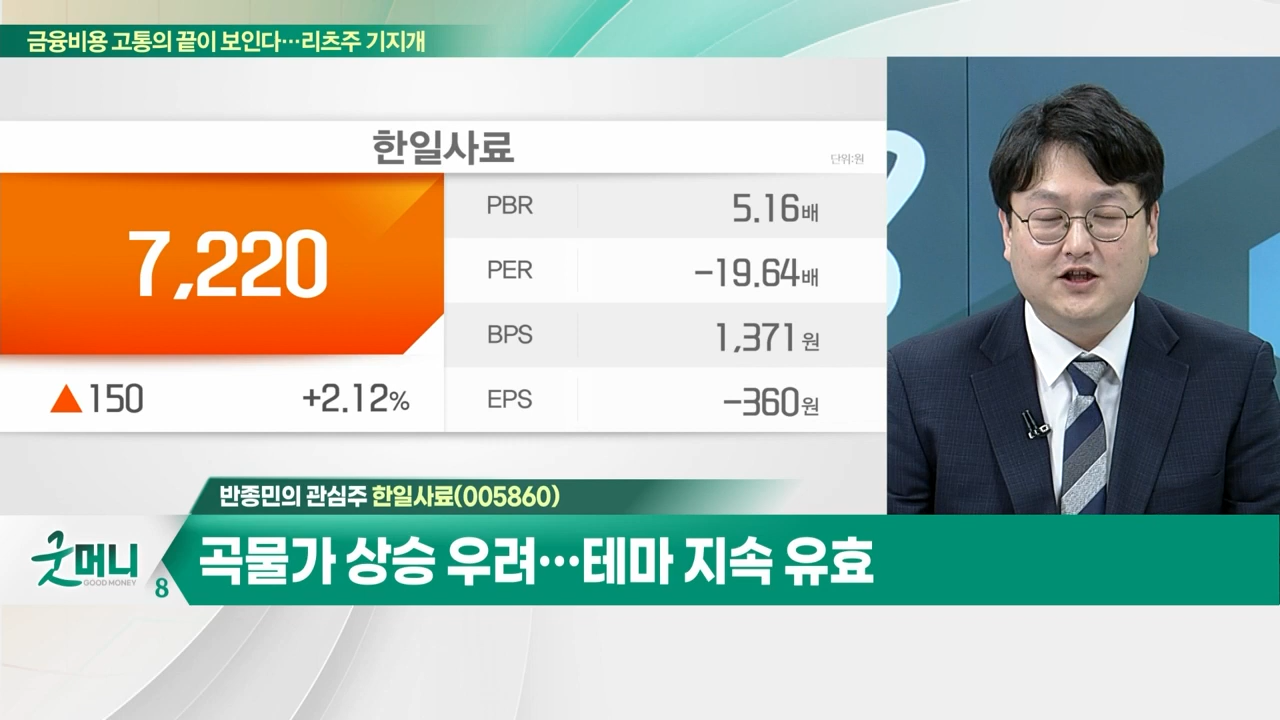 금융비용 고통의 끝이 보인다…리츠주 기지개
한일사료
단위:원
7,220
▲150 +2.12%
PBR 5.16배
PER -19.64배
BPS 1,371원
EPS -360원
반종민의 관심주 한일사료(005860)
곡물가 상승 우려…테마 지속 유효
굿머니
GOOD MONEY
8